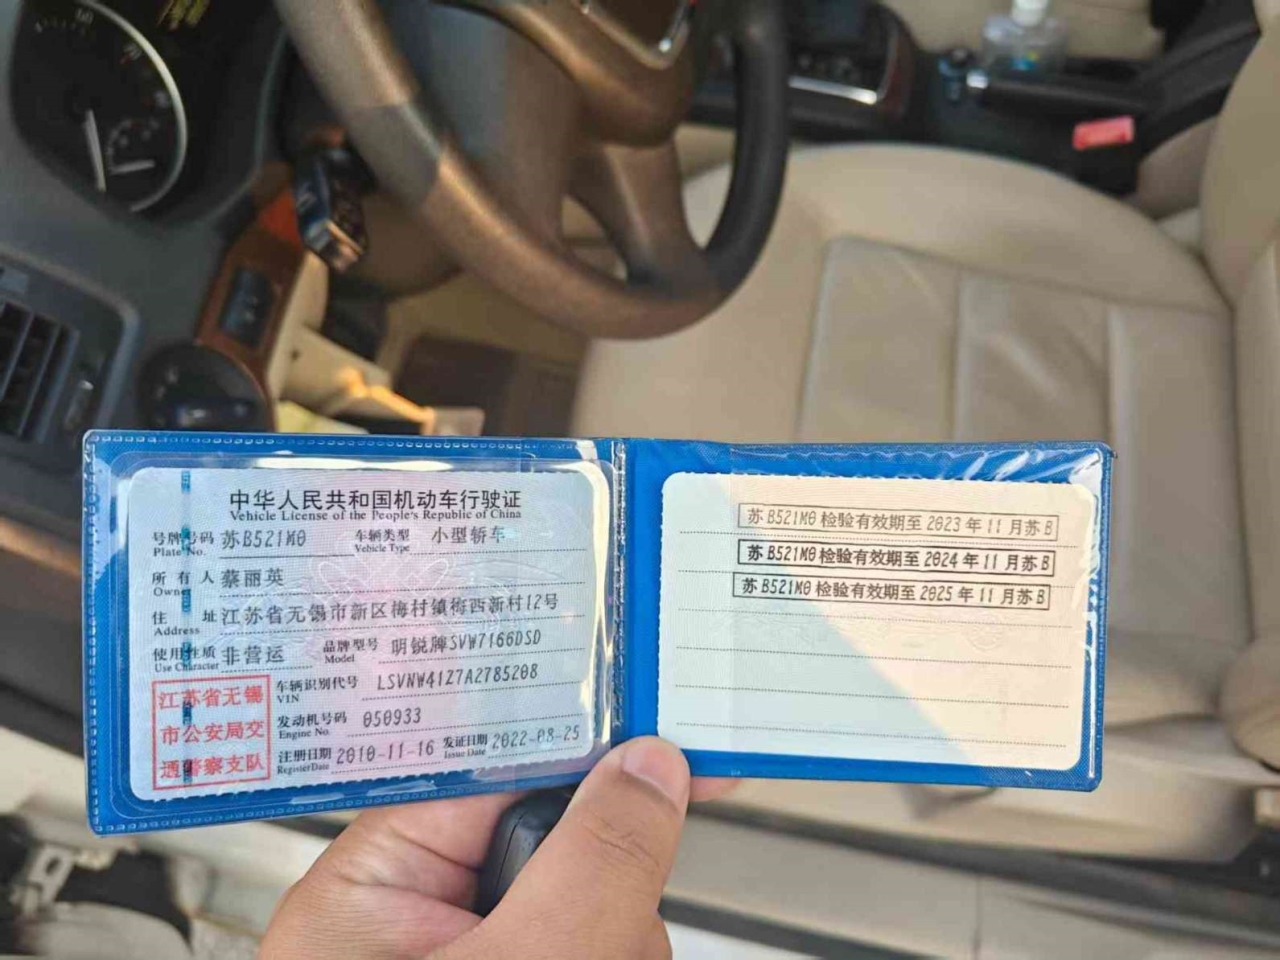 中华人民共和国机动车行驶证
Vehicle License of the People's Republic of China
号牌号码 苏B521M0 车辆类型 小型轿车
Plate No. Vehicle Type
所有人 蔡丽英
Owner
住址 江苏省无锡市新区梅村镇梅西新村12号
Address
使用性质 非营运 品牌型号 明锐牌SVW7166DSD
Use Character Model
江苏省无锡
市公安局交
通警察支队
车辆识别代号 LSVNW41Z7A2785208
VIN
发动机号码 050933
Engine No.
注册日期 2010-11-16 发证日期 2022-08-25
Register Date Issue Date
苏B521M0检验有效期至2023年11月苏B
苏B521M0检验有效期至2024年11月苏B
苏B521M0检验有效期至2025年11月苏B